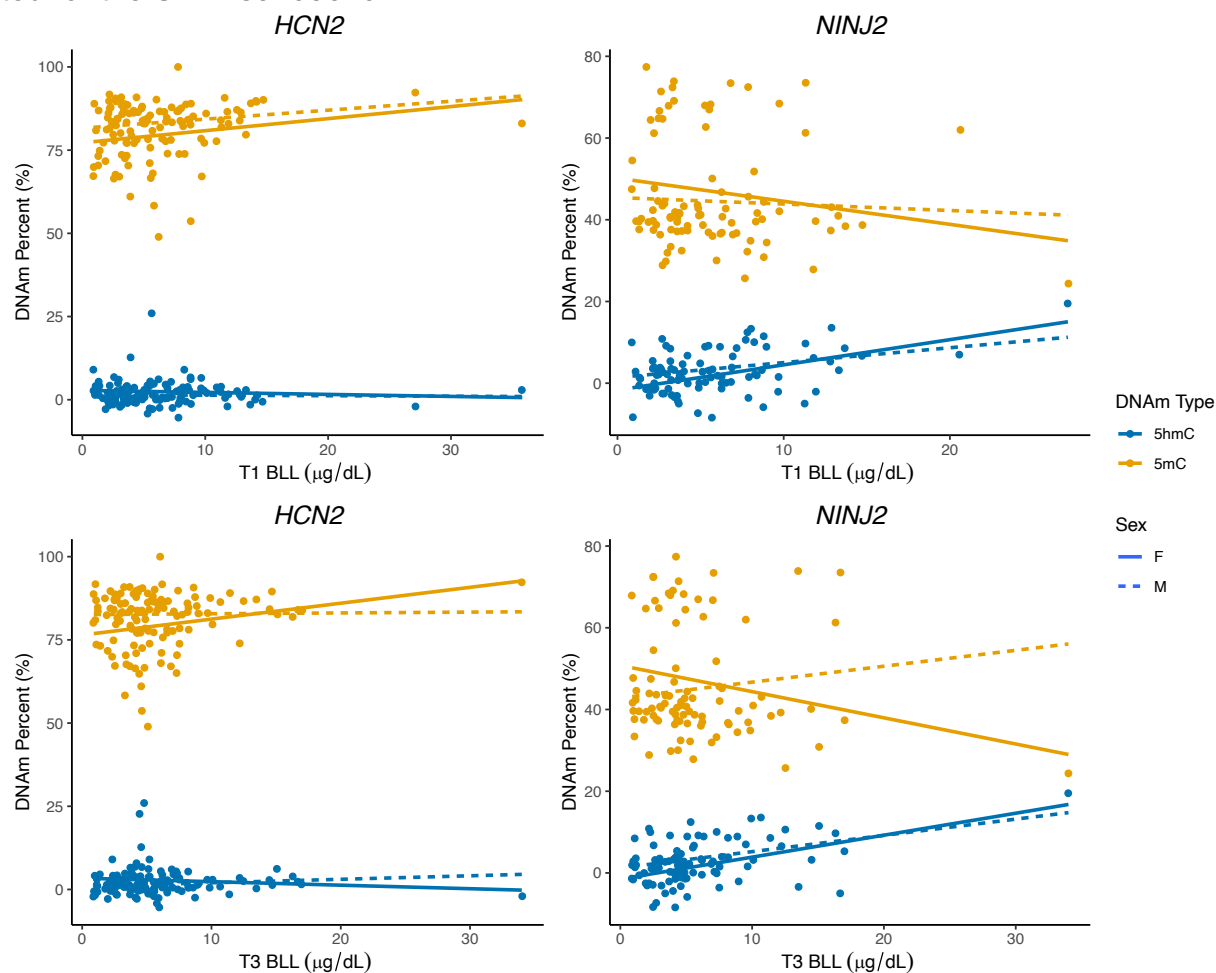 HCN2
NINJ2
DNAm Percent (%)
100
75
50
25
0
0
10
20
30
T1 BLL (μg/dL)
DNAm Percent (%)
80
60
40
20
0
0
10
20
T1 BLL (μg/dL)
DNAm Type
5hmC
5mC
Sex
F
M
HCN2
NINJ2
DNAm Percent (%)
100
75
50
25
0
0
10
20
30
T3 BLL (μg/dL)
DNAm Percent (%)
80
60
40
20
0
0
10
20
30
T3 BLL (μg/dL)